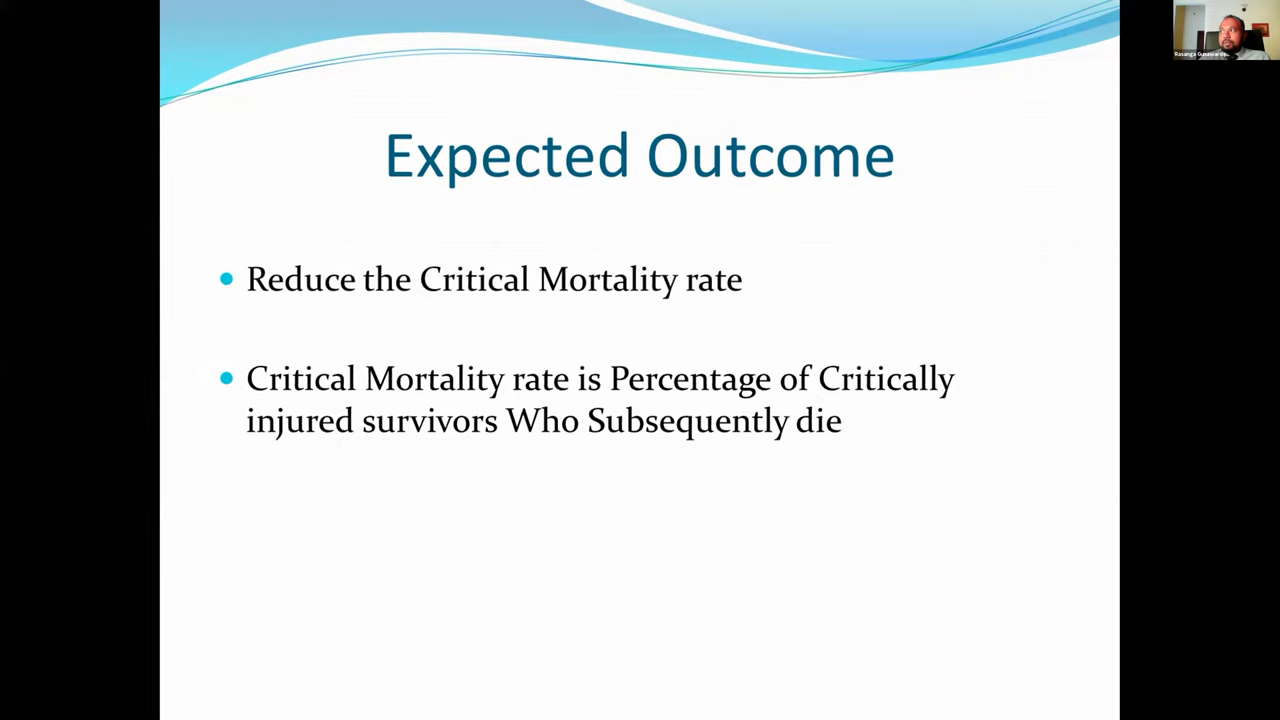 Expected Outcome
• Reduce the Critical Mortality rate
• Critical Mortality rate is Percentage of Critically
injured survivors Who Subsequently die
Rasanga